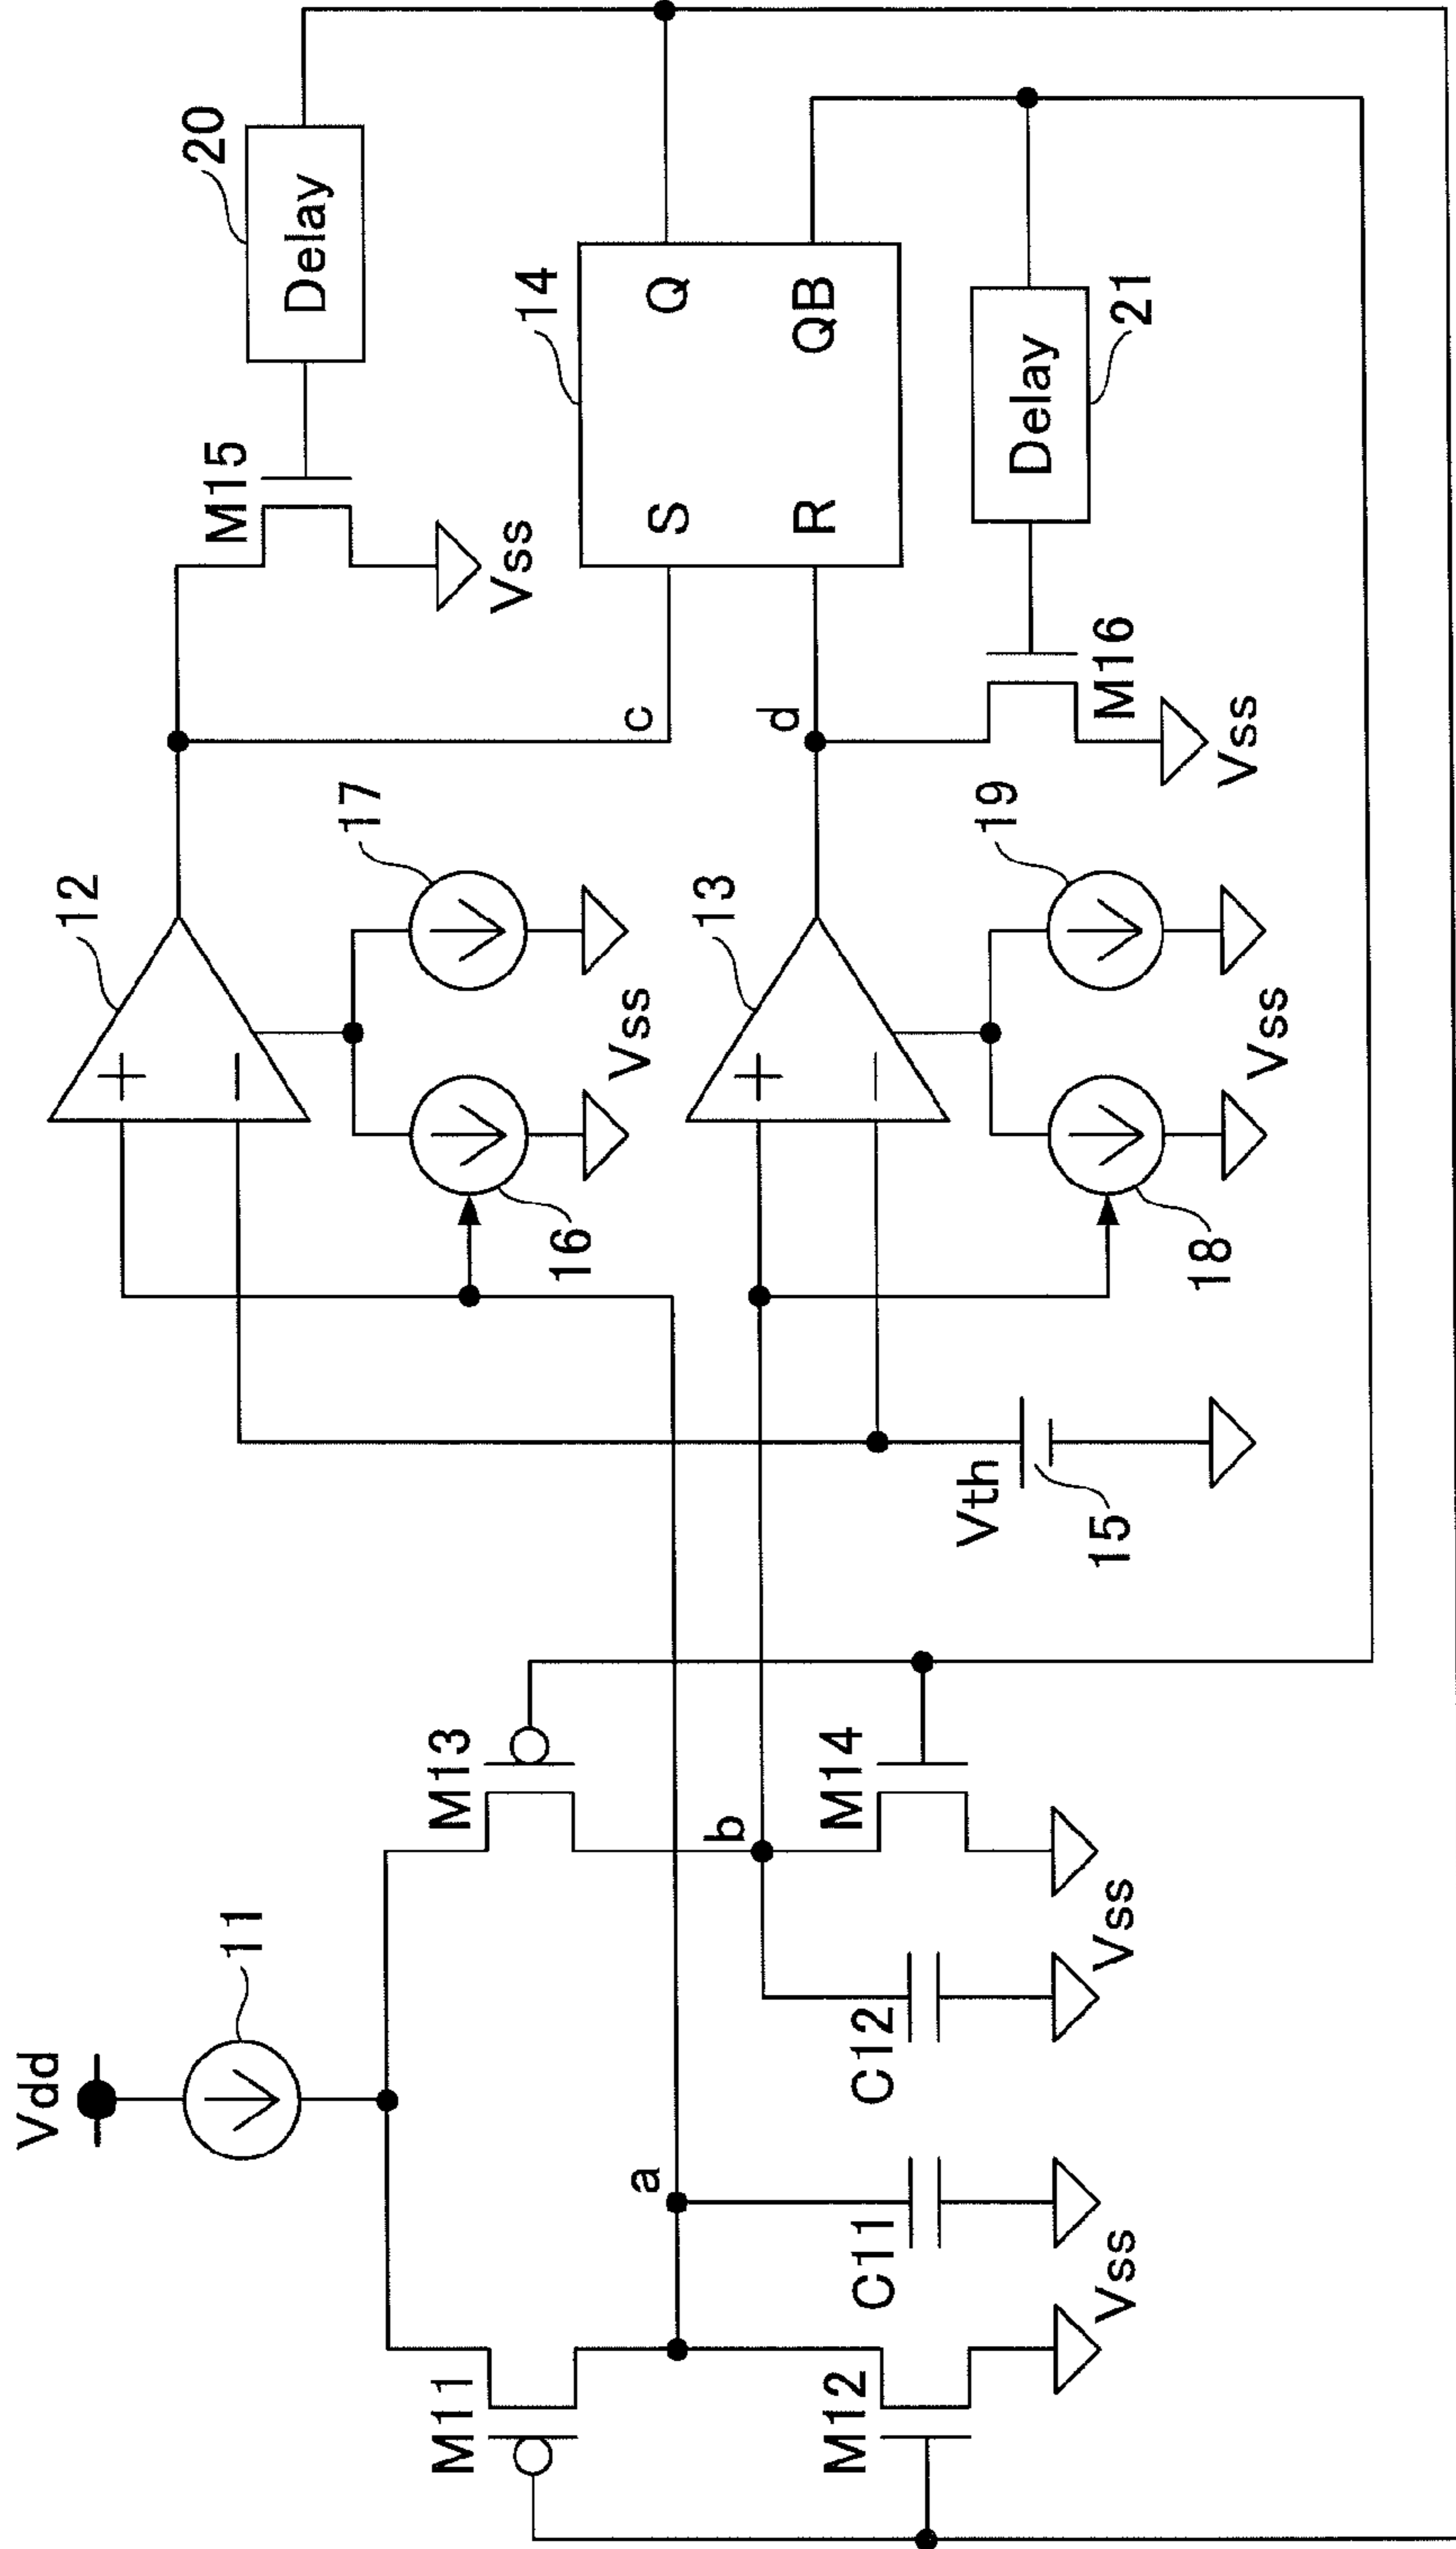 Vdd
11
M11
M13
M12
M14
a
b
C11
C12
Vss
Vss
Vth
15
12
+
−
16
17
Vss
13
+
−
18
19
Vss
c
d
M15
Vss
M16
Vss
20
Delay
14
S
Q
R
QB
21
Delay